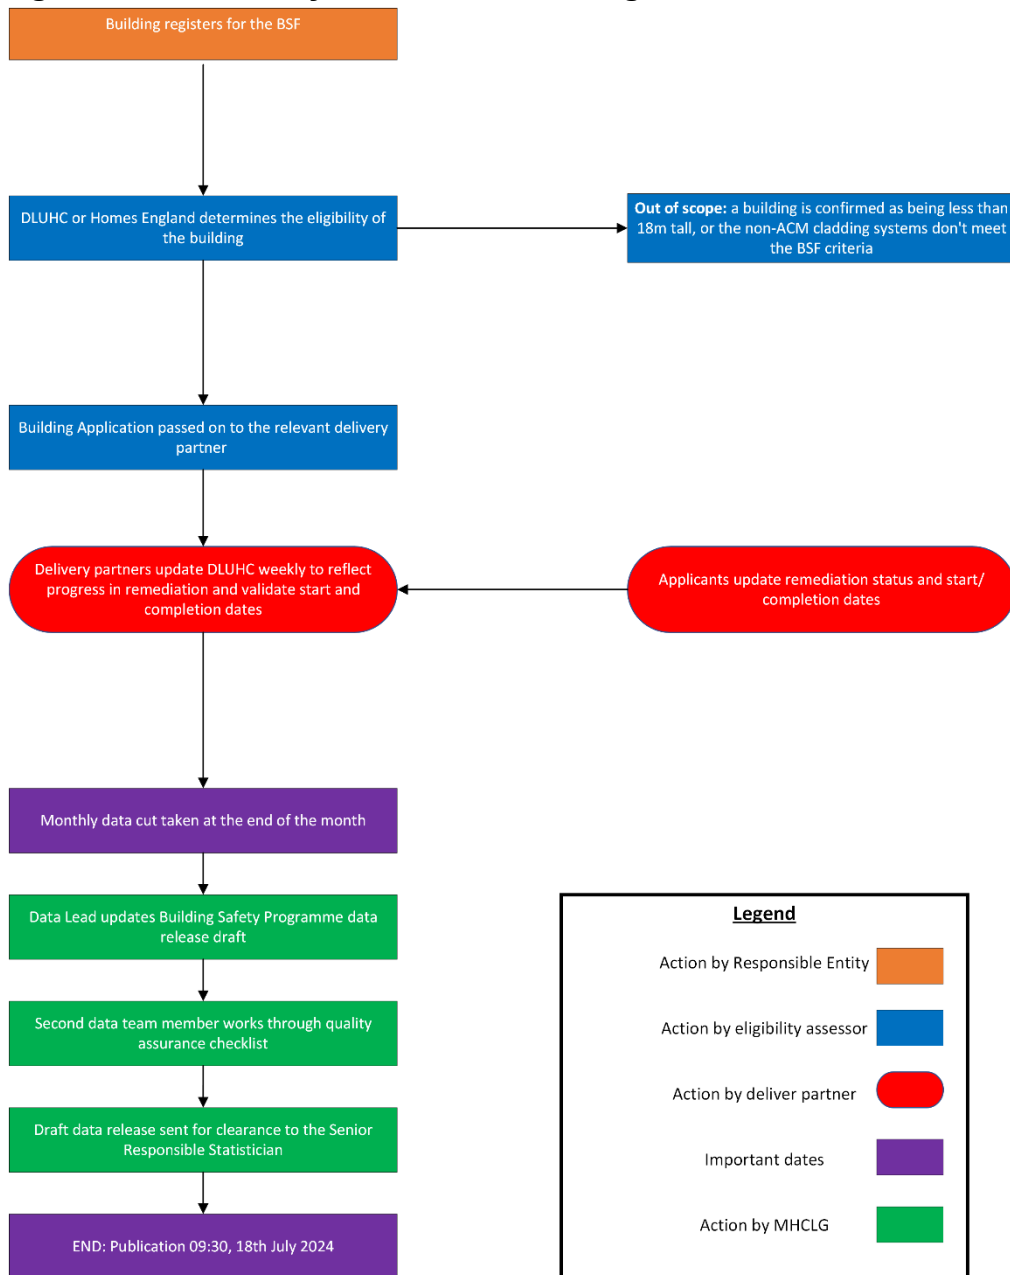 Building registers for the BSF
DLUHC or Homes England determines the eligibility of
the building
Out of scope: a building is confirmed as being less than
18m tall, or the non-ACM cladding systems don't meet
the BSF criteria
Building Application passed on to the relevant delivery
partner
Delivery partners update DLUHC weekly to reflect
progress in remediation and validate start and
completion dates
Applicants update remediation status and start/
completion dates
Monthly data cut taken at the end of the month
Data Lead updates Building Safety Programme data
release draft
Second data team member works through quality
assurance checklist
Draft data release sent for clearance to the Senior
Responsible Statistician
END: Publication 09:30, 18th July 2024
Legend
Action by Responsible Entity
Action by eligibility assessor
Action by deliver partner
Important dates
Action by MHCLG